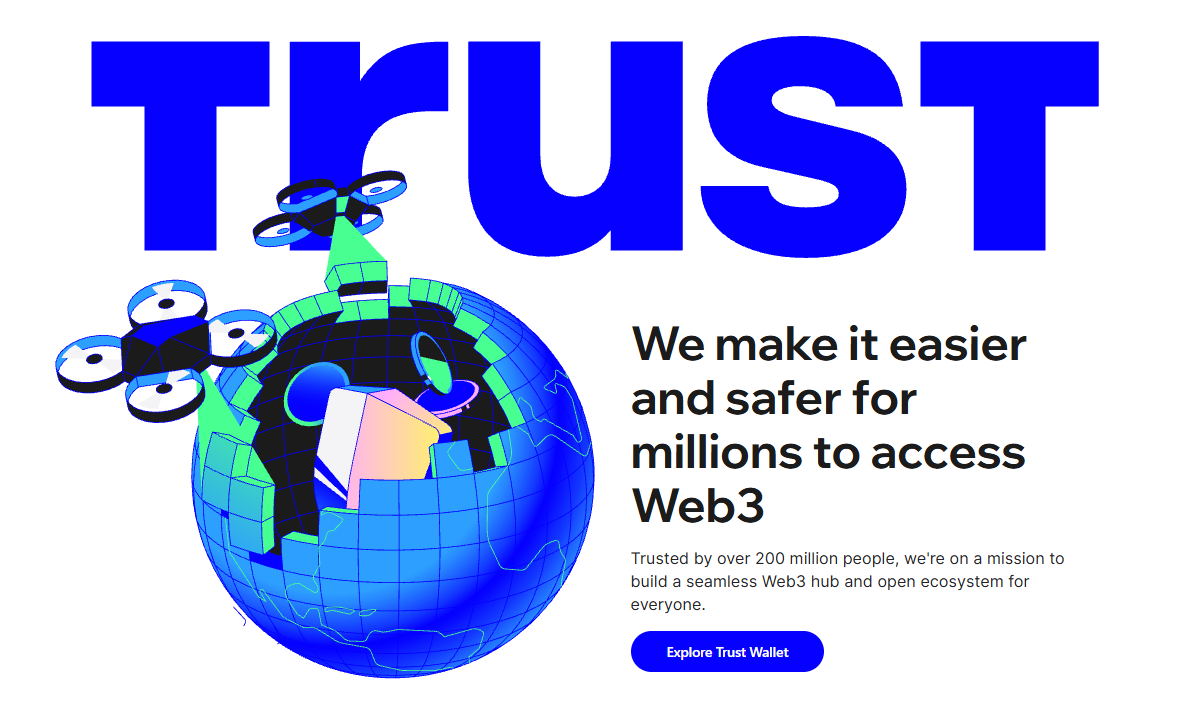 TrusT
We make it easier
and safer for
millions to access
Web3
Trusted by over 200 million people, we're on a mission to
build a seamless Web3 hub and open ecosystem for
everyone.
Explore Trust Wallet